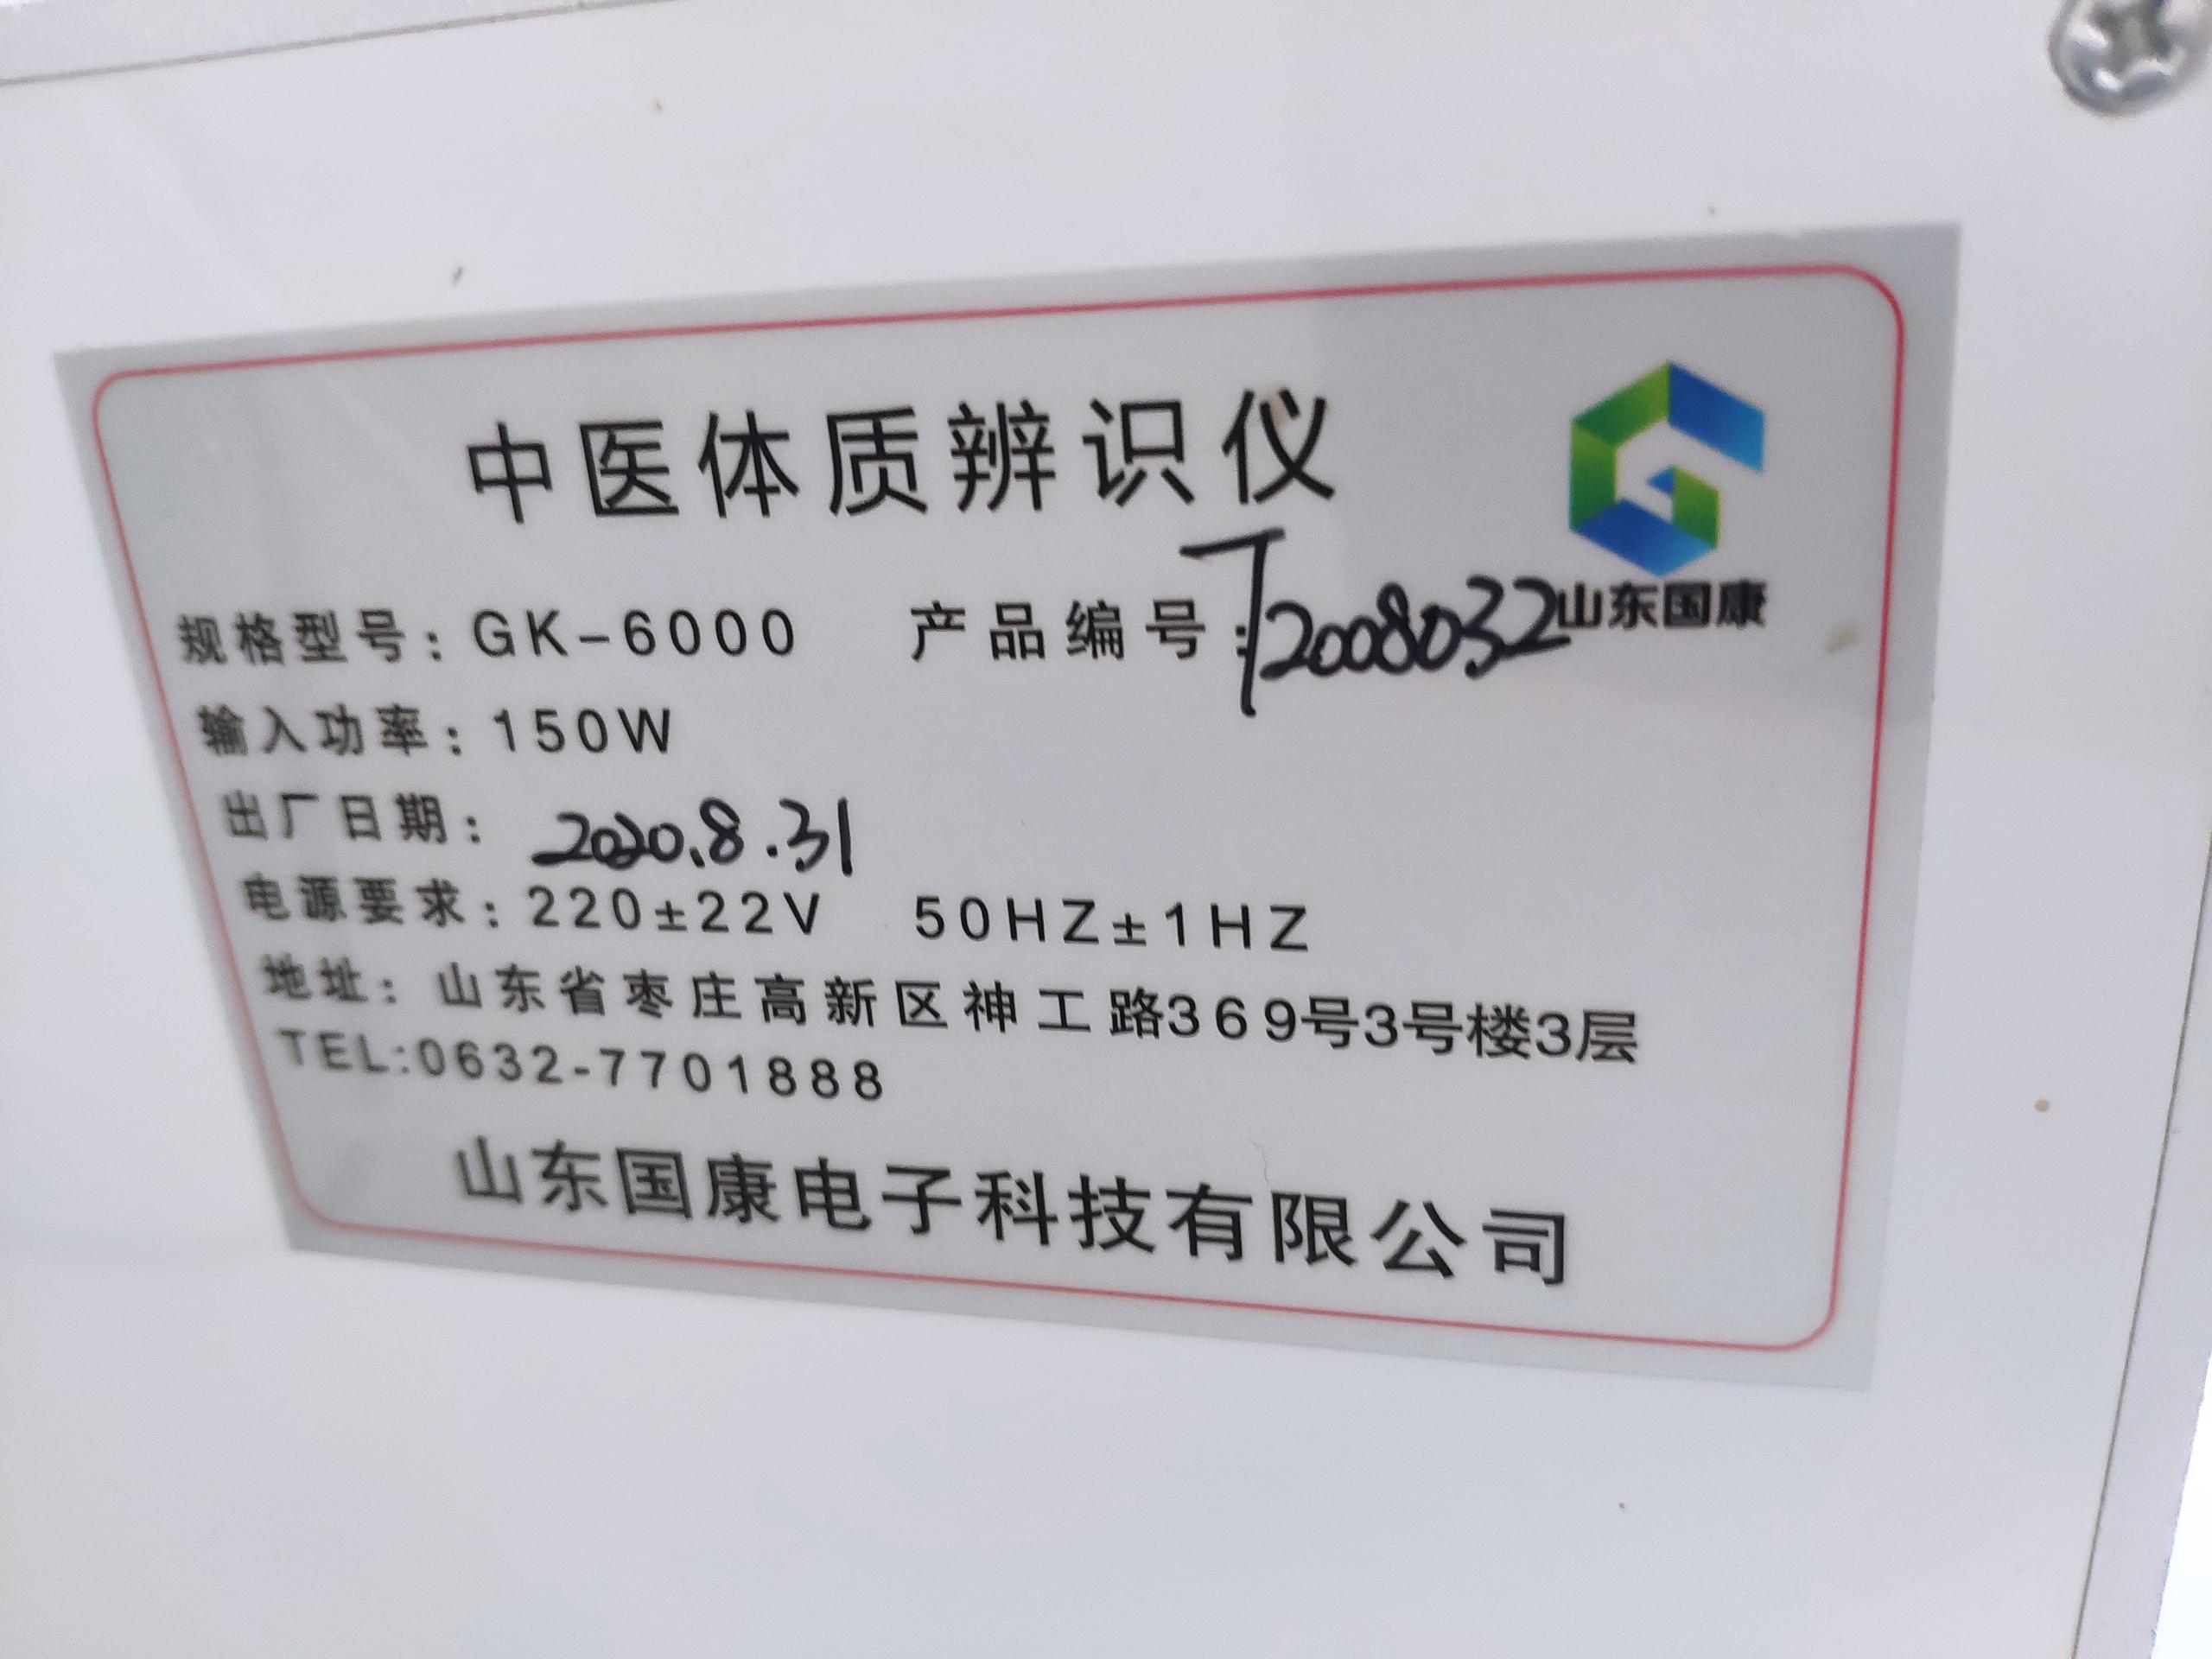 中医体质辨识仪
山东国康
规格型号：GK-6000 产品编号：T2008032
输入功率：150W
出厂日期：2020.8.31
电源要求：220±22V 50HZ±1HZ
地址：山东省枣庄高新区神工路369号3号楼3层
TEL:0632-7701888
山东国康电子科技有限公司